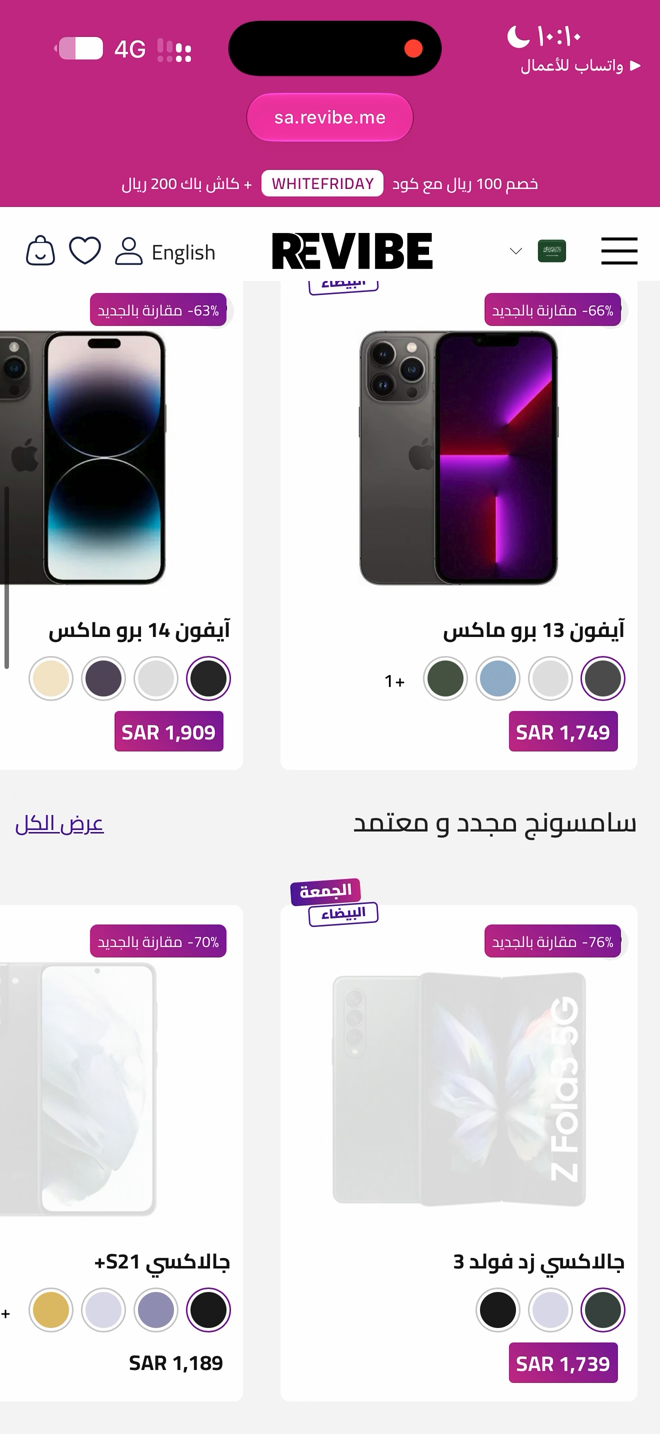 ١٠:١٠
4G
◀ واتساب للأعمال
sa.revibe.me
خصم 100 ريال مع كود WHITEFRIDAY + كاش باك 200 ريال
REVIBE
English
البيضاء
-66% مقارنة بالجديد
-63% مقارنة بالجديد
آيفون 13 برو ماكس
آيفون 14 برو ماكس
+1
SAR 1,749
SAR 1,909
سامسونج مجدد و معتمد
عرض الكل
الجمعة
البيضاء
-76% مقارنة بالجديد
-70% مقارنة بالجديد
Z Fold3 5G
جالاكسي زد فولد 3
جالاكسي S21+
+
SAR 1,739
SAR 1,189